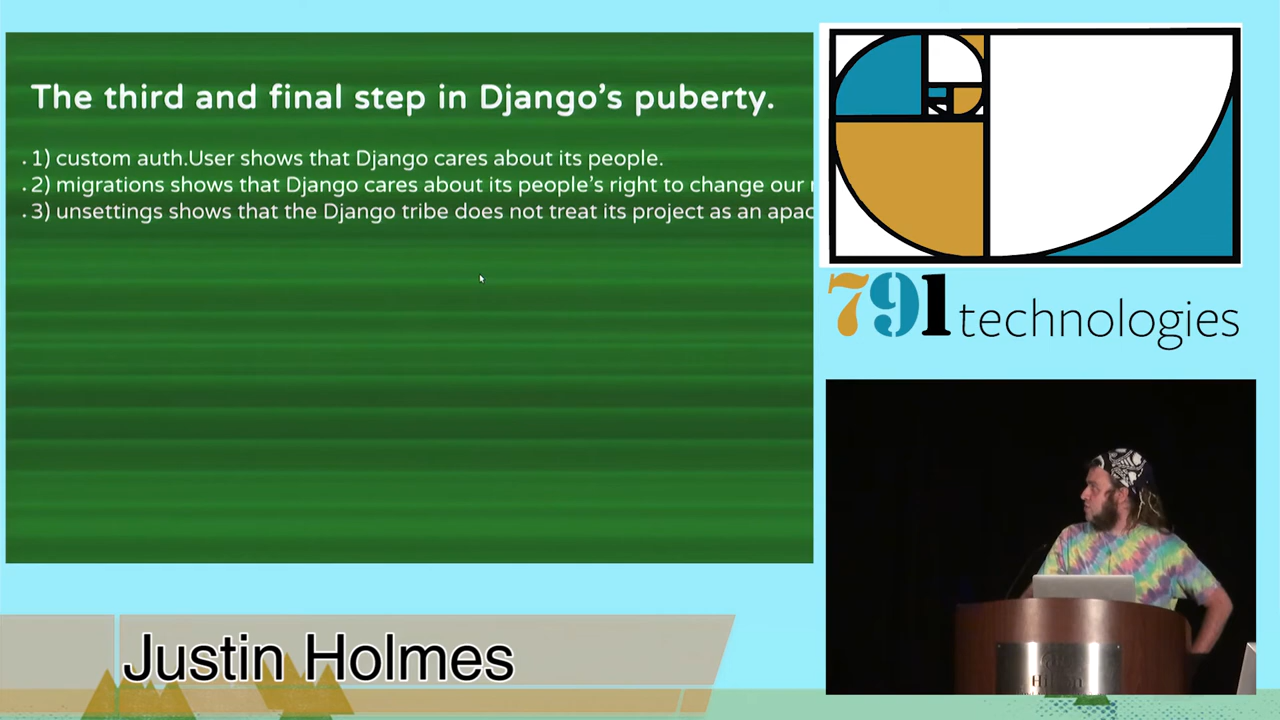 The third and final step in Django's puberty.
. 1) custom auth.User shows that Django cares about its people.
. 2) migrations shows that Django cares about its people's right to change our
. 3) unsettings shows that the Django tribe does not treat its project as an
791 technologies
Hilton
Justin Holmes